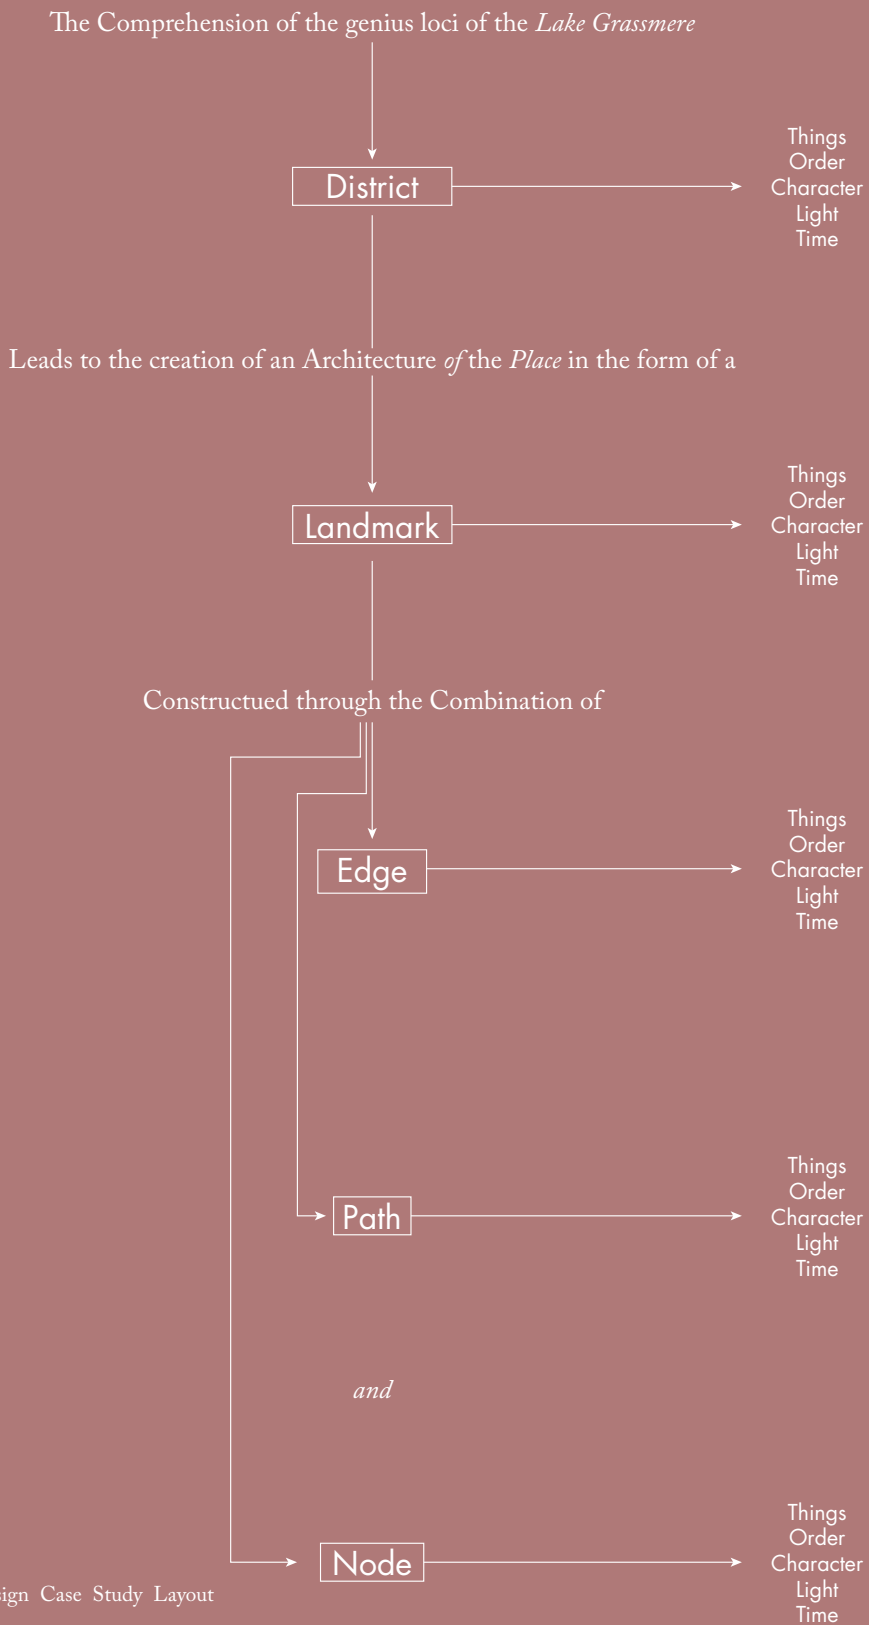 The Comprehension of the genius loci of the Lake Grassmere
District
Things
Order
Character
Light
Time
Leads to the creation of an Architecture of the Place in the form of a
Landmark
Things
Order
Character
Light
Time
Constructued through the Combination of
Edge
Things
Order
Character
Light
Time
Path
Things
Order
Character
Light
Time
and
Node
Things
Order
Character
Light
Time
Case Study Layout